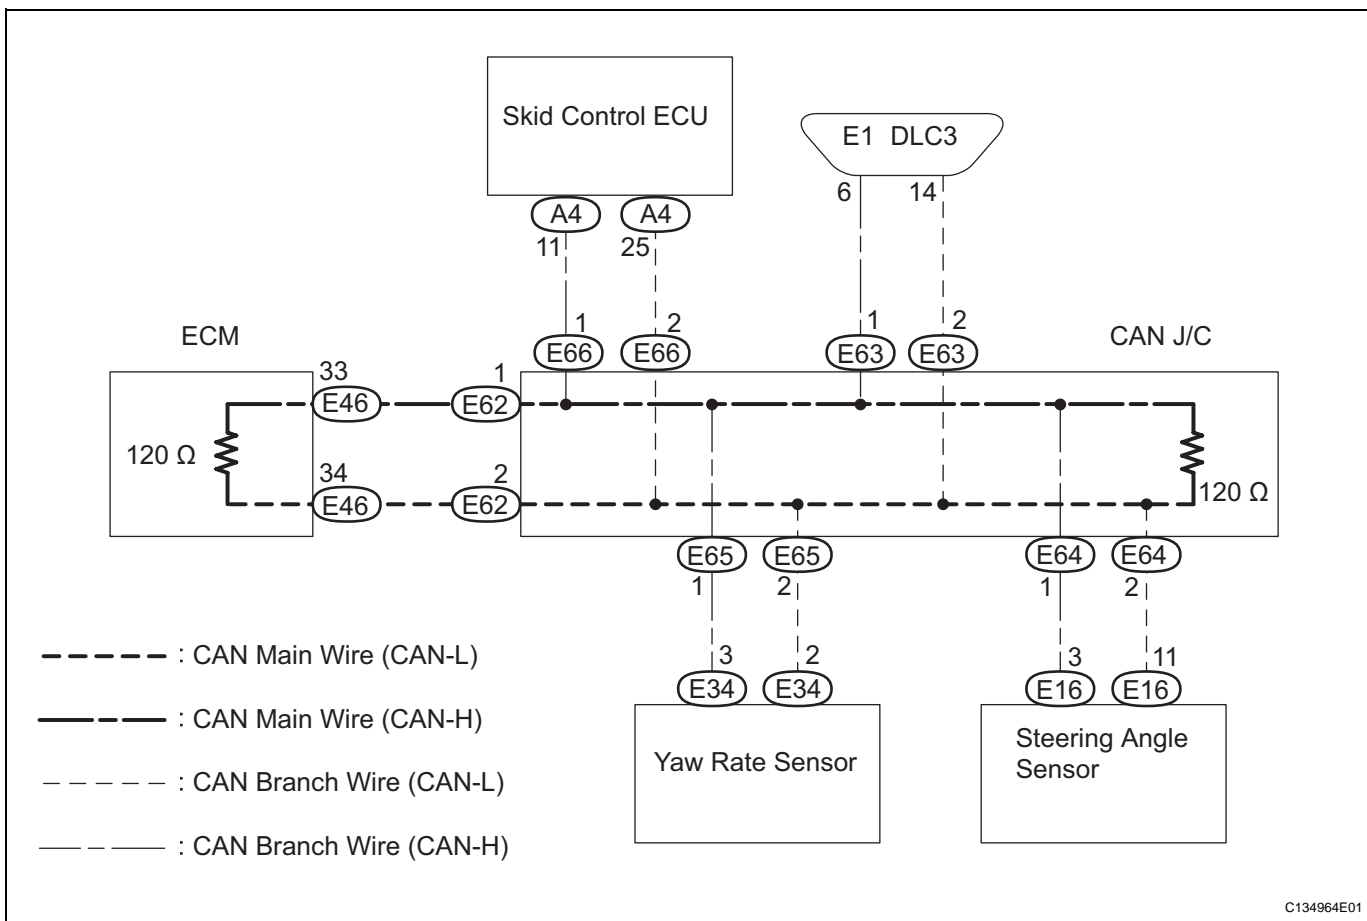 Skid Control ECU
E1 DLC3
6 14
A4 A4
11 25
ECM
1 2
1 2
CAN J/C
E66 E66
E63 E63
33
1
E46 E62
120 Ω
34
2
E46 E62
120 Ω
E65 E65
E64 E64
1 2
1 2
3 2
3 11
E34 E34
E16 E16
Yaw Rate Sensor
Steering Angle
Sensor
: CAN Main Wire (CAN-L)
: CAN Main Wire (CAN-H)
: CAN Branch Wire (CAN-L)
: CAN Branch Wire (CAN-H)
C134964E01